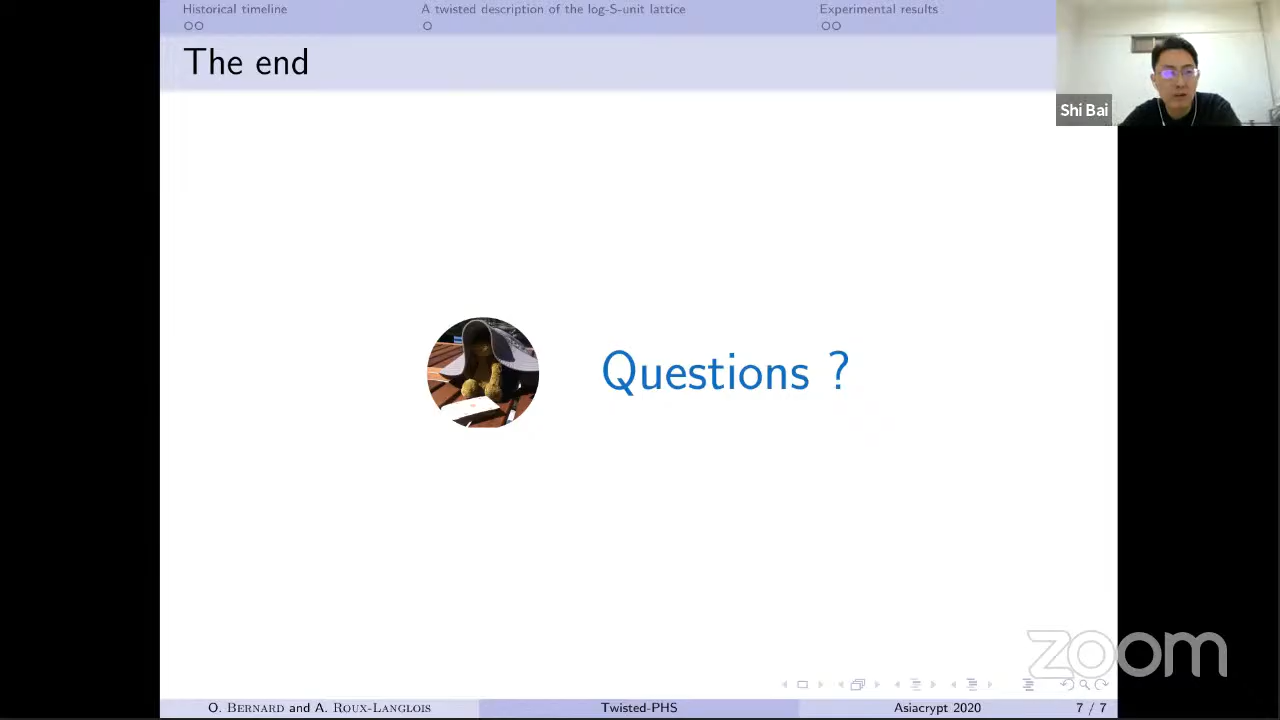 Historical timeline
A twisted description of the log-S-unit lattice
Experimental results
The end
Shi Bai
Questions ?
zoom
O. BERNARD and A. ROUX-LANGLOIS
Twisted-PHS
Asiacrypt 2020
7 / 7